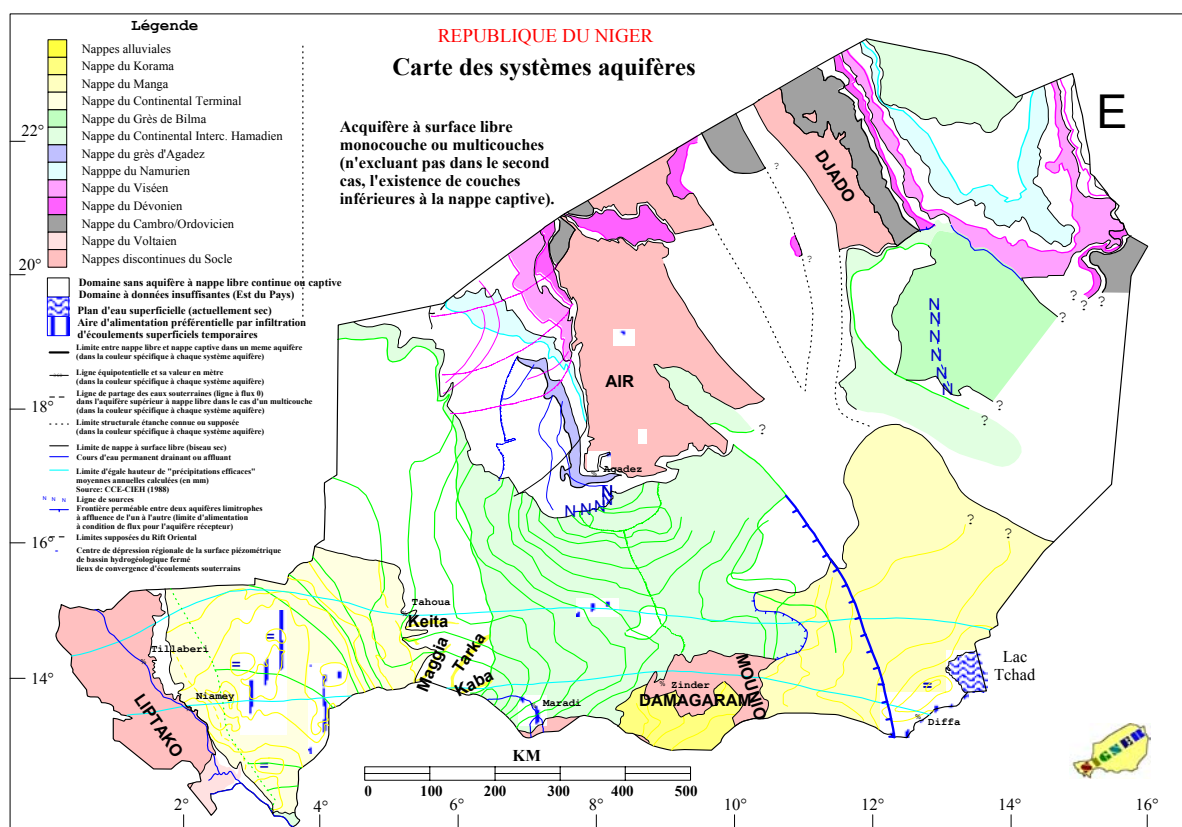 Légende
Nappes alluviales
Nappe du Korama
Nappe du Manga
Nappe du Continental Terminal
Nappe du Grès de Bilma
Nappe du Continental Interc. Hamadien
Nappe du grès d'Agadez
Napppe du Namurien
Nappe du Viséen
Nappe du Dévonien
Nappe du Cambro/Ordovicien
Nappe du Voltaien
Nappes discontinues du Socle
Domaine sans aquifère à nappe libre continue ou captive
Domaine à données insuffisantes (Est du Pays)
Plan d'eau superficielle (actuellement sec)
Aire d'alimentation préférentielle par infiltration
d'écoulements superficiels temporaires
Limite entre nappe libre et nappe captive dans un meme aquifère
(dans la couleur spécifique à chaque système aquifère)
Ligne équipotentielle et sa valeur en mètre
(dans la couleur spécifique à chaque système aquifère)
Ligne de partage des eaux souterraines (ligne à flux 0)
dans l'aquifère supérieur à nappe libre dans le cas d'un multicouche
(dans la couleur spécifique à chaque système aquifère)
Limite structurale étanche connue ou supposée
(dans la couleur spécifique à chaque système aquifère)
Limite de nappe à surface libre (biseau sec)
Cours d'eau permanent drainant ou affluant
Limite d'égale hauteur de "précipitations efficaces"
moyennes annuelles calculées (en mm)
Source: CCE-CIEH (1988)
N N N Ligne de sources
Frontière perméable entre deux aquifères limitrophes
à affluence de l'un à l'autre (limite d'alimentation
à condition de flux pour l'aquifère récepteur)
Limites supposées du Rift Oriental
Centre de dépression régionale de la surface piézométrique
de bassin hydrogéologique fermé
lieux de convergence d'écoulements souterrains
REPUBLIQUE DU NIGER
Carte des systèmes aquifères
Acquifère à surface libre
monocouche ou multicouches
(n'excluant pas dans le second
cas, l'existence de couches
inférieures à la nappe captive).
E
22°
20°
18°
16°
14°
DJADO
AIR
Agadez
N N N N
N N N N N N N N
? ? ? ? ? ? ? ? ? ? ?
Tahoua
Keita
Maggia
Tarka
Kaba
Maradi
Zinder
DAMAGARAM
MOUNIO
Diffa
Lac
Tchad
Tillaberi
Niamey
LIPTAKO
KM
0 100 200 300 400 500
2° 4° 6° 8° 10° 12° 14° 16°
SIGNER